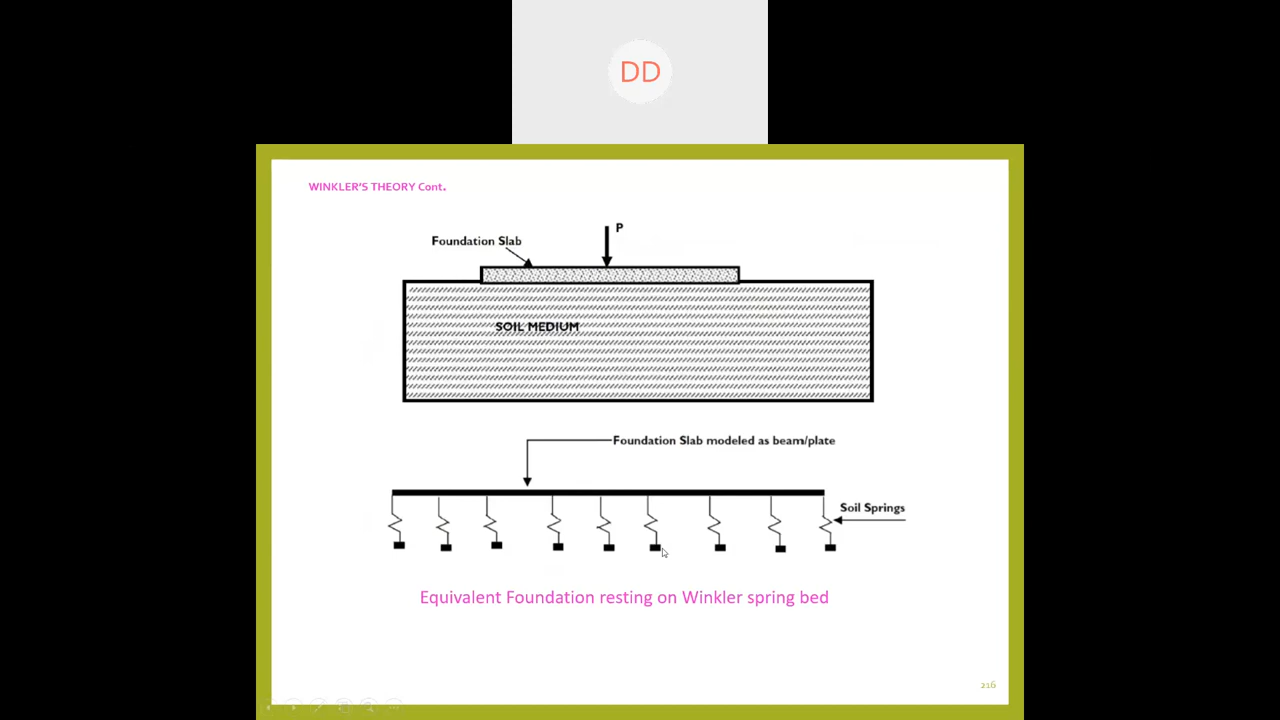 DD
WINKLER'S THEORY Cont.
P
Foundation Slab
SOIL MEDIUM
Foundation Slab modeled as beam/plate
Soil Springs
Equivalent Foundation resting on Winkler spring bed
216